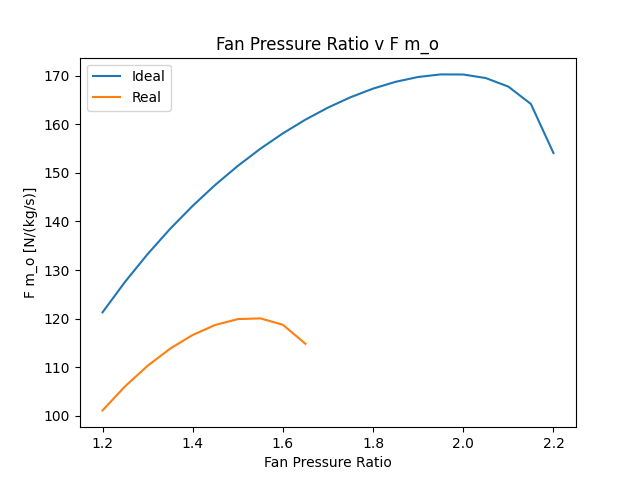 Fan Pressure Ratio v F m_o
Ideal
Real
F m_o [N/(kg/s)]
170
160
150
140
130
120
110
100
1.2 1.4 1.6 1.8 2.0 2.2
Fan Pressure Ratio